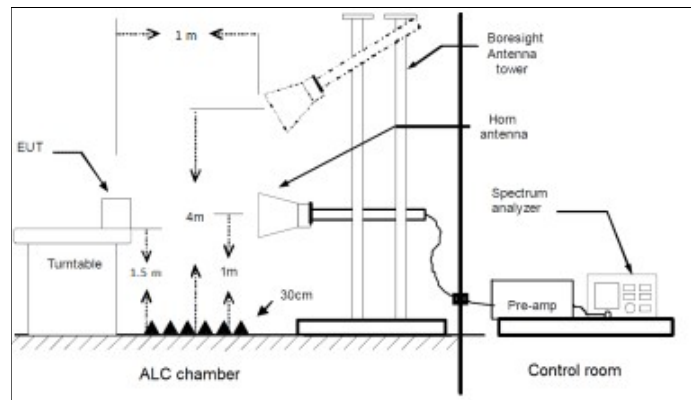 1 m
Boresight
Antenna
tower
Horn
antenna
EUT
Spectrum
analyzer
4m
Turntable
1.5 m
1m
30cm
Pre-amp
ALC chamber
Control room